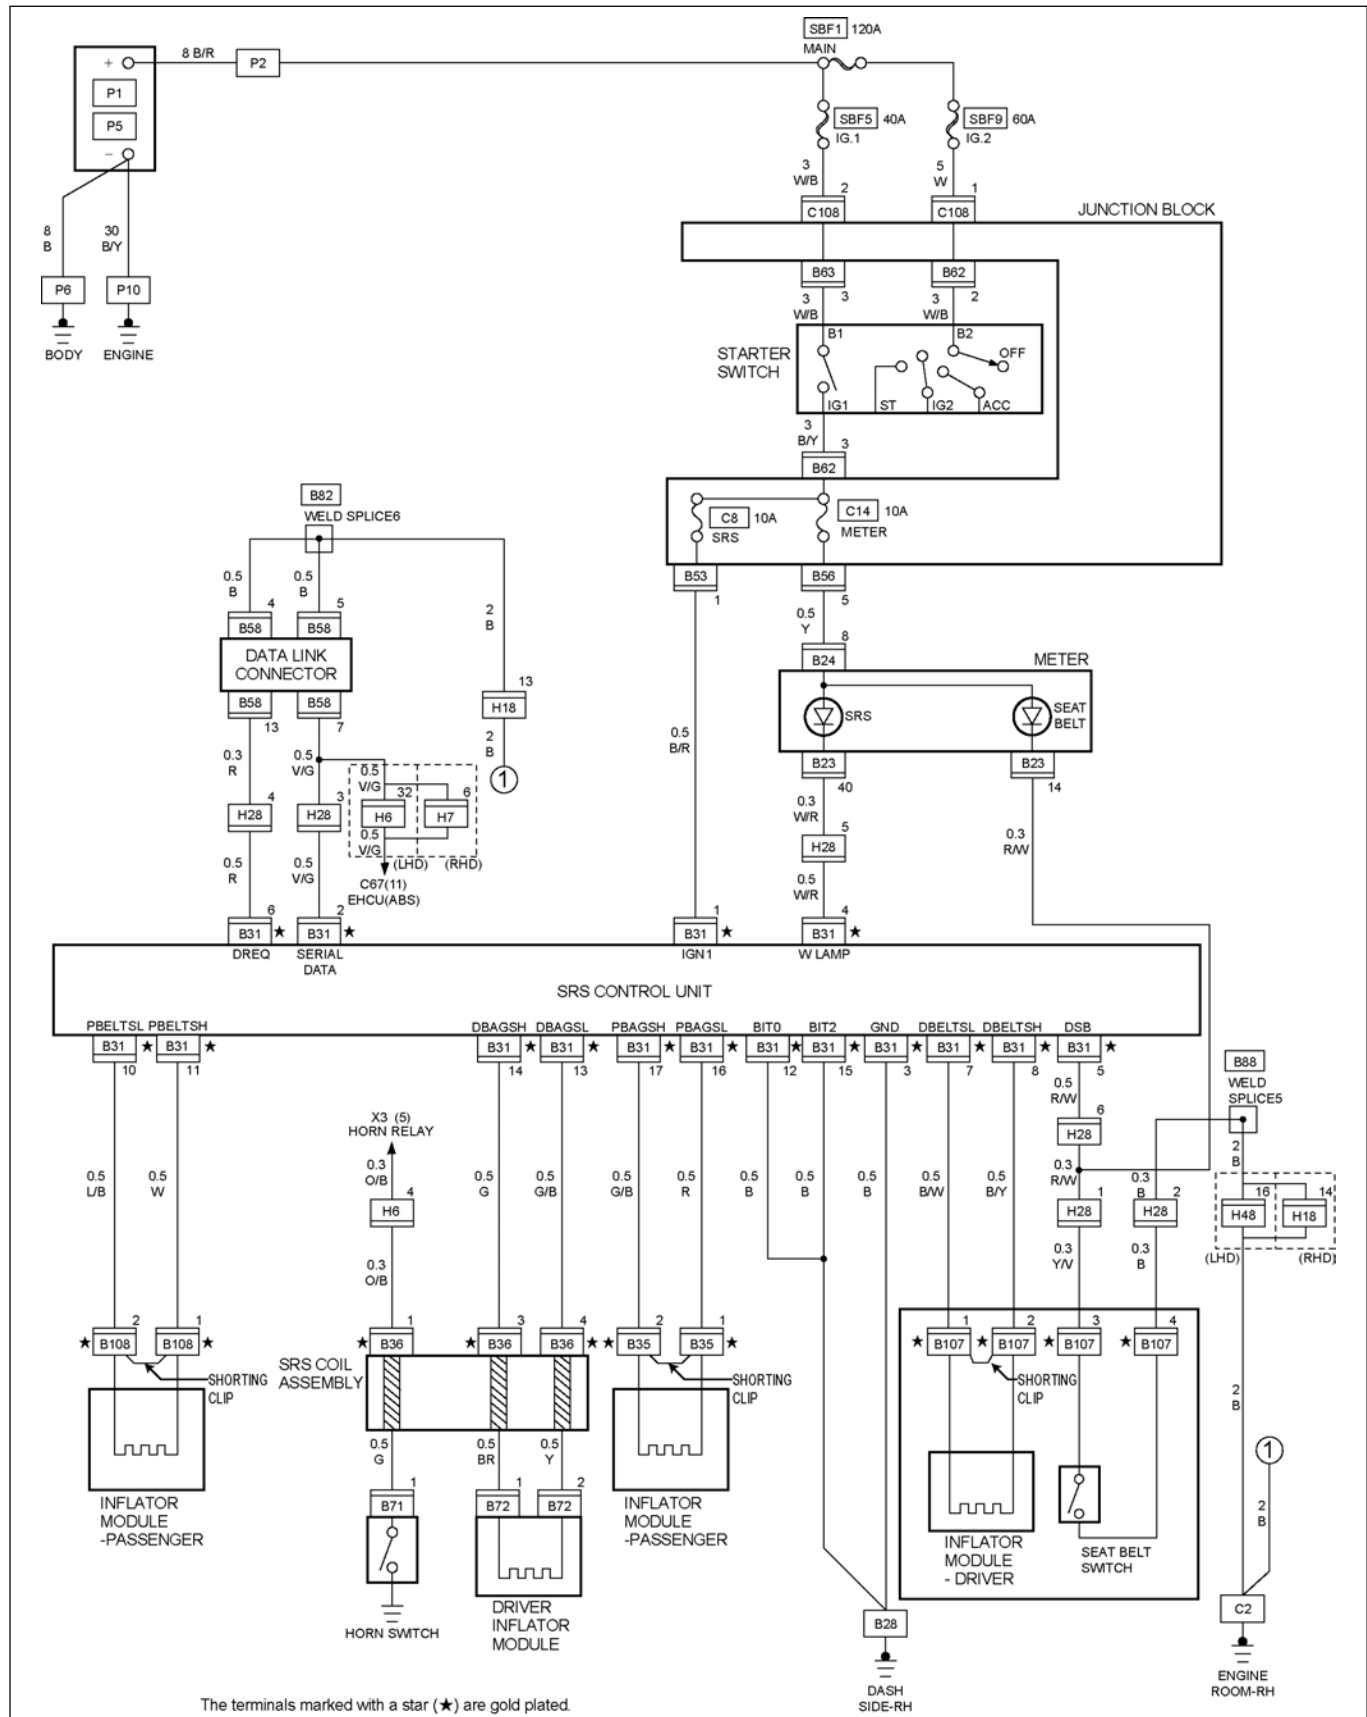 SBF1 120A
MAIN
8 B/R
P2
+
P1
P5
−
SBF5 40A
IG.1
SBF9 60A
IG.2
3
W/B
2
5
W
1
C108
C108
JUNCTION BLOCK
8
B
30
B/Y
P6
P10
BODY
ENGINE
B63
B62
3
2
3
W/B
3
W/B
STARTER
SWITCH
B1
B2
OFF
IG1
ST
IG2
ACC
3
B/Y
3
B62
B82
WELD SPLICE6
C8 10A
SRS
C14 10A
METER
B53
B56
1
5
0.5
B
0.5
B
4
5
B58
B58
DATA LINK
CONNECTOR
B58
B58
13
7
2
B
13
H18
2
B
1
0.5
Y
8
B24
METER
SRS
SEAT
BELT
0.5
B/R
B23
B23
40
14
0.3
R
0.5
V/G
0.5
V/G
32
6
4
3
H28
H28
H6
H7
0.5
V/G
(LHD)
(RHD)
C67(11)
EHCU(ABS)
0.5
R
0.5
V/G
0.3
W/R
5
H28
0.5
W/R
0.3
R/W
6
2
1
4
B31 ★
B31 ★
B31 ★
B31 ★
DREQ
SERIAL
DATA
IGN1
W LAMP
SRS CONTROL UNIT
PBELTSL PBELTSH DBAGSH DBAGSL PBAGSH PBAGSL BIT0 BIT2 GND DBELTSL DBELTSH DSB
B31 ★ B31 ★ B31 ★ B31 ★ B31 ★ B31 ★ B31 ★ B31 ★ B31 ★ B31 ★ B31 ★ B31 ★
10 11 14 13 17 16 12 15 3 7 8 5
B88
WELD
SPLICE5
0.5
R/W
6
H28
2
B
X3 (5)
HORN RELAY
0.3
O/B
4
H6
0.3
O/B
0.5
L/B
0.5
W
0.5
G
0.5
G/B
0.5
G/B
0.5
R
0.5
B
0.5
B
0.5
B
0.5
B/W
0.5
B/Y
0.3
R/W
1
H28
0.3
B
2
H28
16
14
H48
H18
(LHD)
(RHD)
0.3
Y/V
0.3
B
2 1 1 3 4 2 1 1 2 3 4
★ B108 B108 ★ ★ B36 ★ B36 B36 ★ ★ B35 B35 ★ ★ B107 ★ B107 ★ B107 ★ B107
SHORTING
CLIP
SRS COIL
ASSEMBLY
SHORTING
CLIP
SHORTING
CLIP
0.5
G
0.5
BR
0.5
Y
1
1
2
B71
B72
B72
INFLATOR
MODULE
-PASSENGER
INFLATOR
MODULE
-PASSENGER
INFLATOR
MODULE
- DRIVER
SEAT BELT
SWITCH
HORN SWITCH
DRIVER
INFLATOR
MODULE
2
B
1
2
B
B28
C2
DASH
SIDE-RH
ENGINE
ROOM-RH
The terminals marked with a star (★) are gold plated.